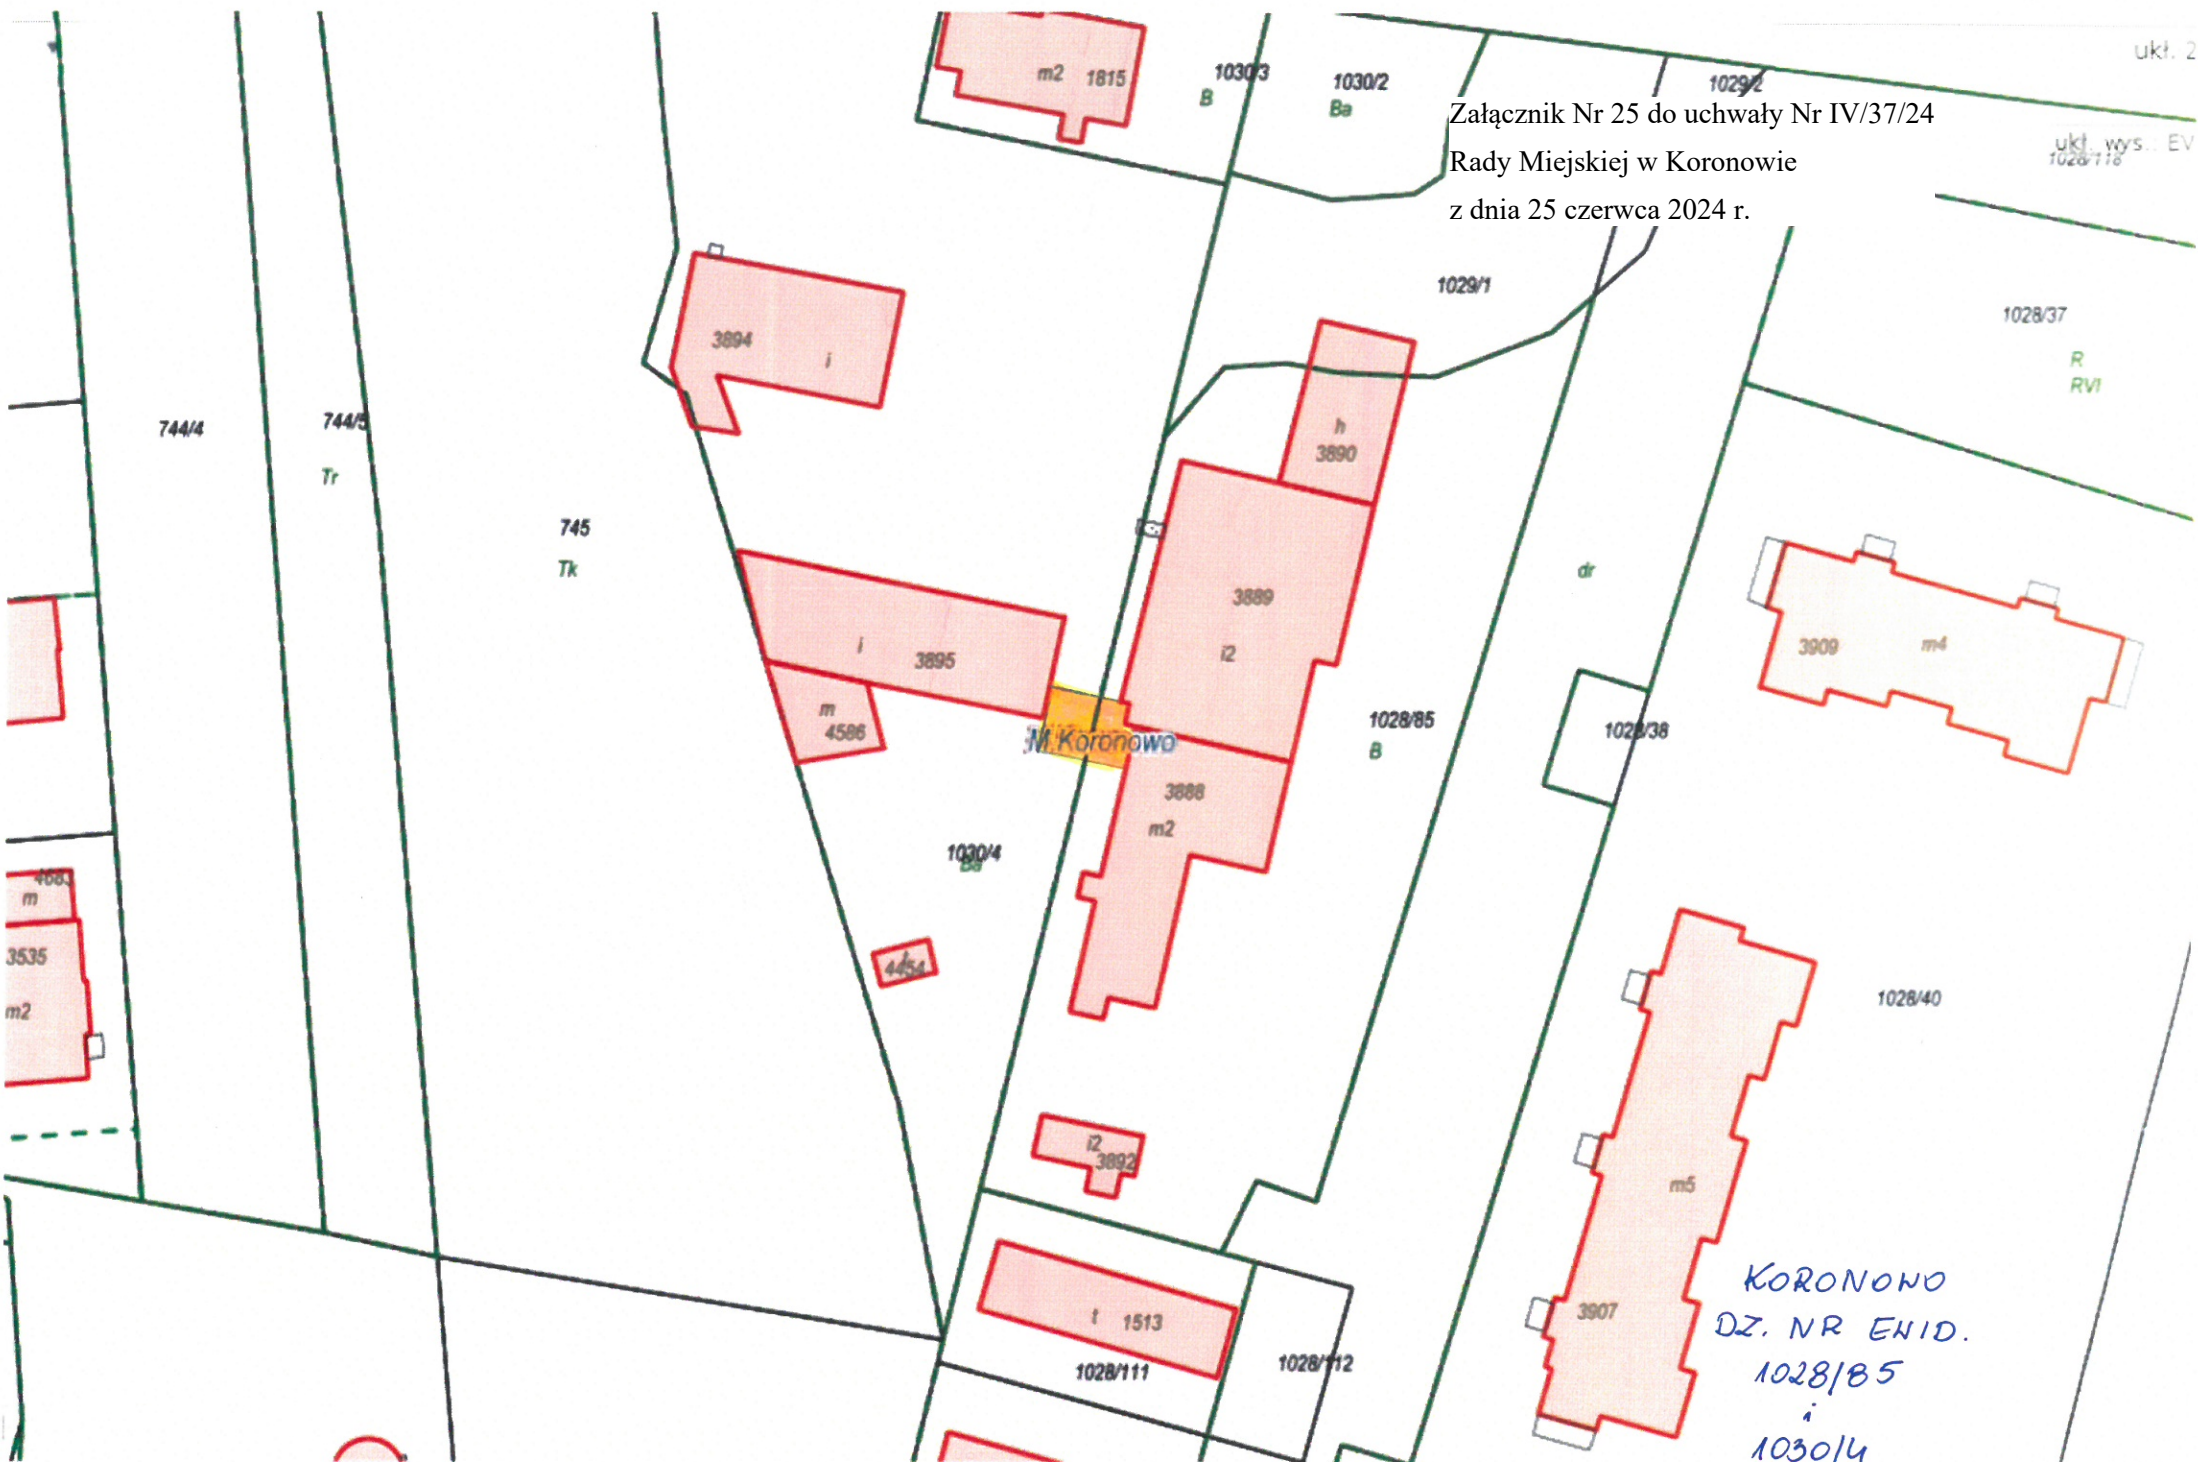 ukł. 2
m2 1815
1030/3
B
1030/2
Ba
1029/2
Załącznik Nr 25 do uchwały Nr IV/37/24
Rady Miejskiej w Koronowie
z dnia 25 czerwca 2024 r.
ukł. wys.: EV
1028/118
1029/1
1028/37
R
RVI
3894
i
744/4
744/5
Tr
h
3890
745
Tk
3889
i2
dr
i 3895
3909
m4
m
4586
M.Koronowo
1028/85
B
1028/38
3888
m2
1030/4
Ba
4683
m
3535
m2
4454
1028/40
i2
3892
m5
t 1513
1028/111
1028/112
3907
KORONOWO
DZ. NR EWID.
1028/85
i
1030/4